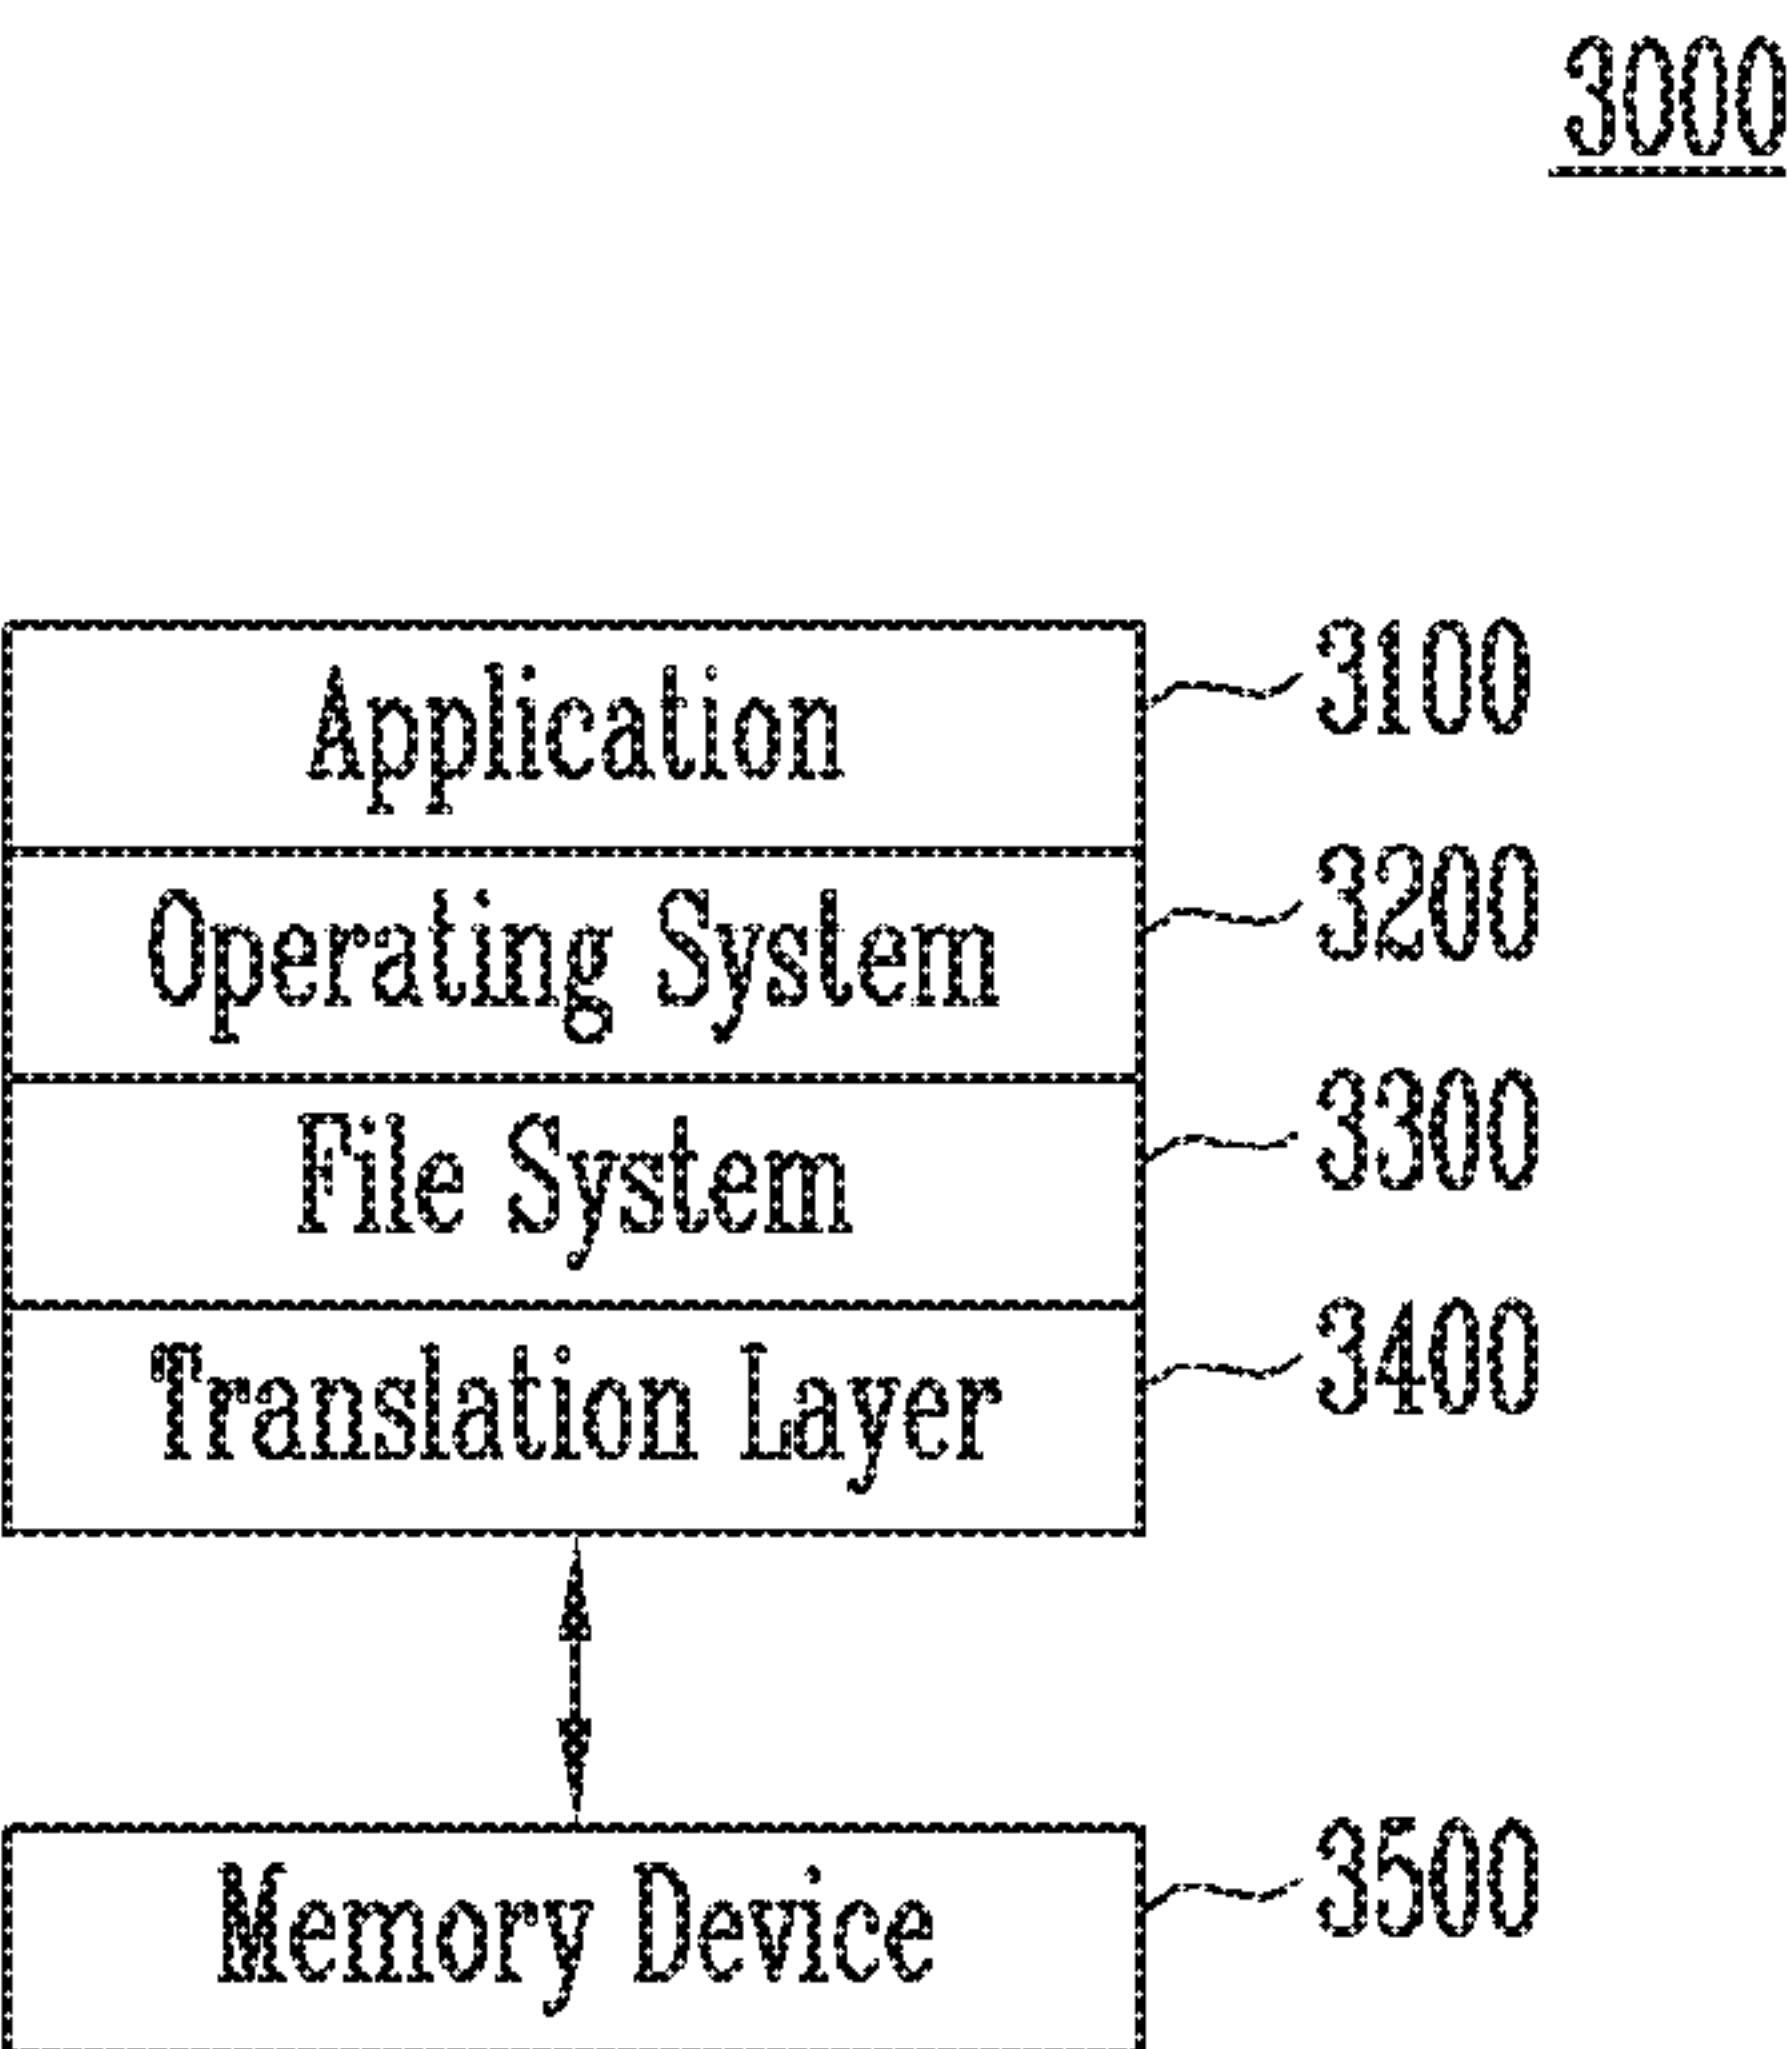 3000
Application 3100
Operating System 3200
File System 3300
Translation Layer 3400
Memory Device 3500